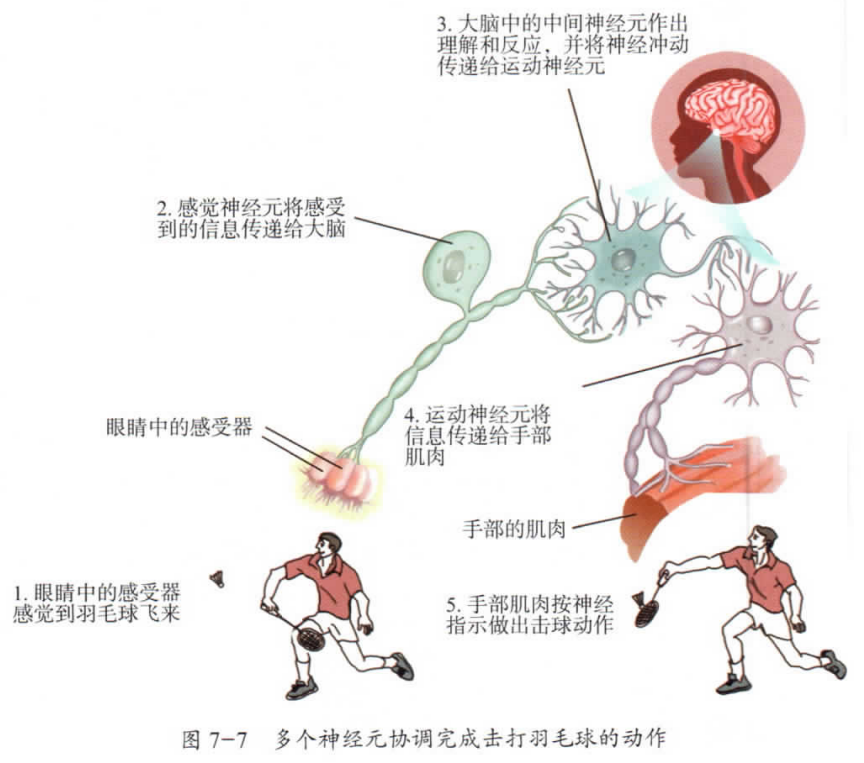 3. 大脑中的中间神经元作出
理解和反应，并将神经冲动
传递给运动神经元
2. 感觉神经元将感受
到的信息传递给大脑
眼睛中的感受器
4. 运动神经元将
信息传递给手部
肌肉
手部的肌肉
1. 眼睛中的感受器
感觉到羽毛球飞来
5. 手部肌肉按神经
指示做出击球动作
图 7-7 多个神经元协调完成击打羽毛球的动作